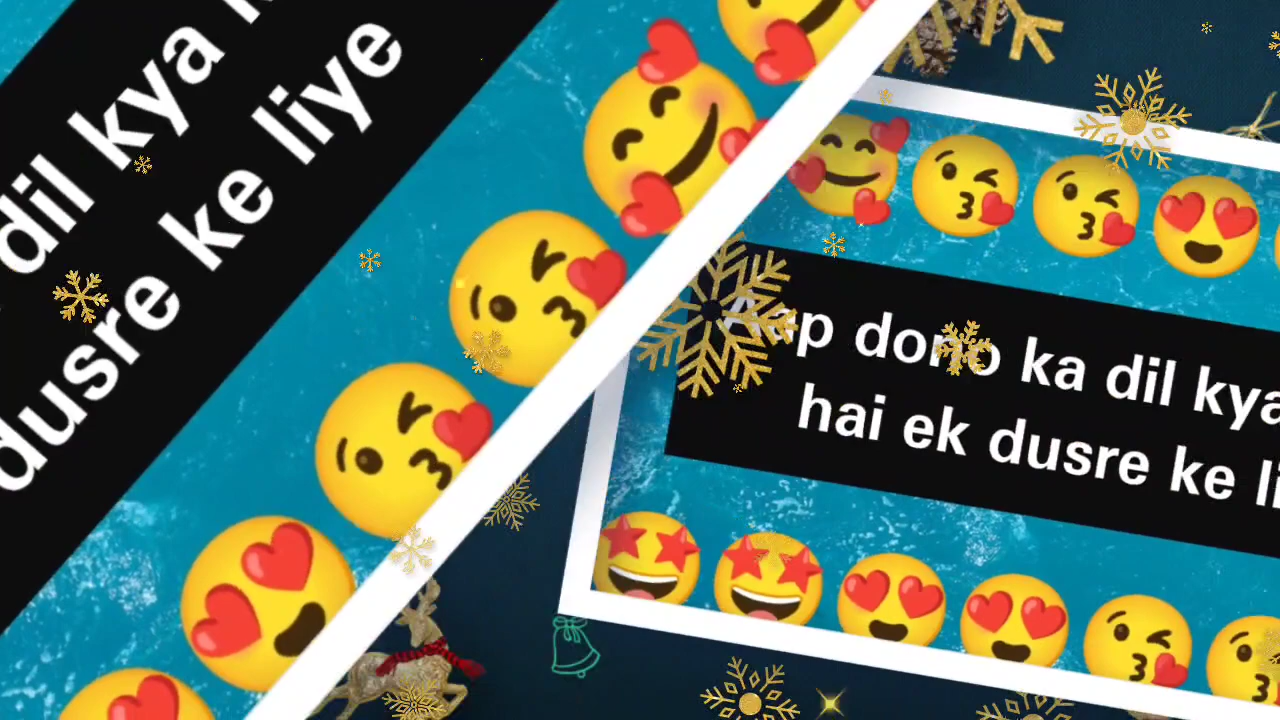 dil kya
dusre ke liye
dono ka dil kya
hai ek dusre ke